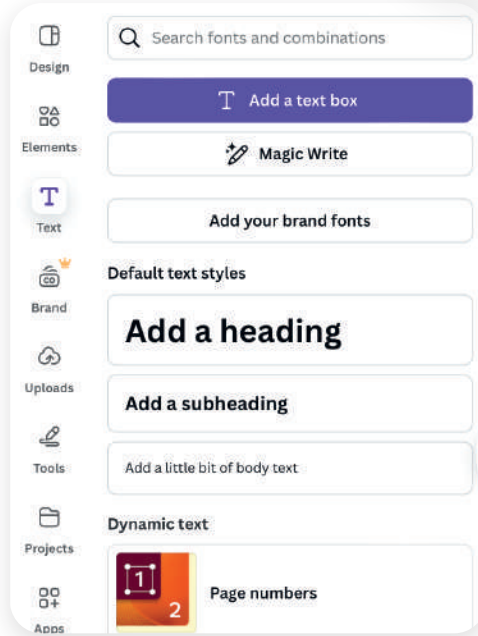 Design
Elements
Text
Brand
Uploads
Tools
Projects
Apps
Search fonts and combinations
T Add a text box
Magic Write
Add your brand fonts
Default text styles
Add a heading
Add a subheading
Add a little bit of body text
Dynamic text
1
2
Page numbers